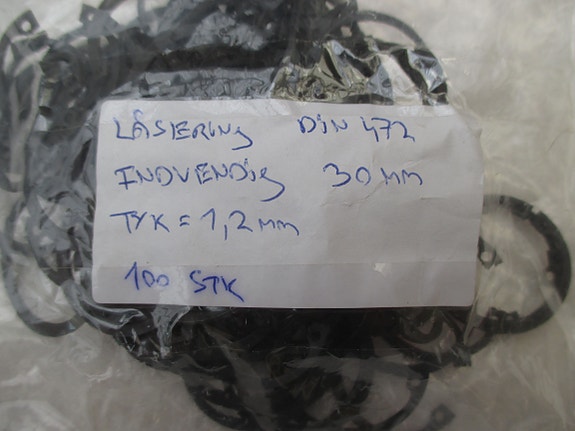 LÅSERING DIN 472
INDVENDIG 30 MM
TYK = 1,2 mm
100 STK